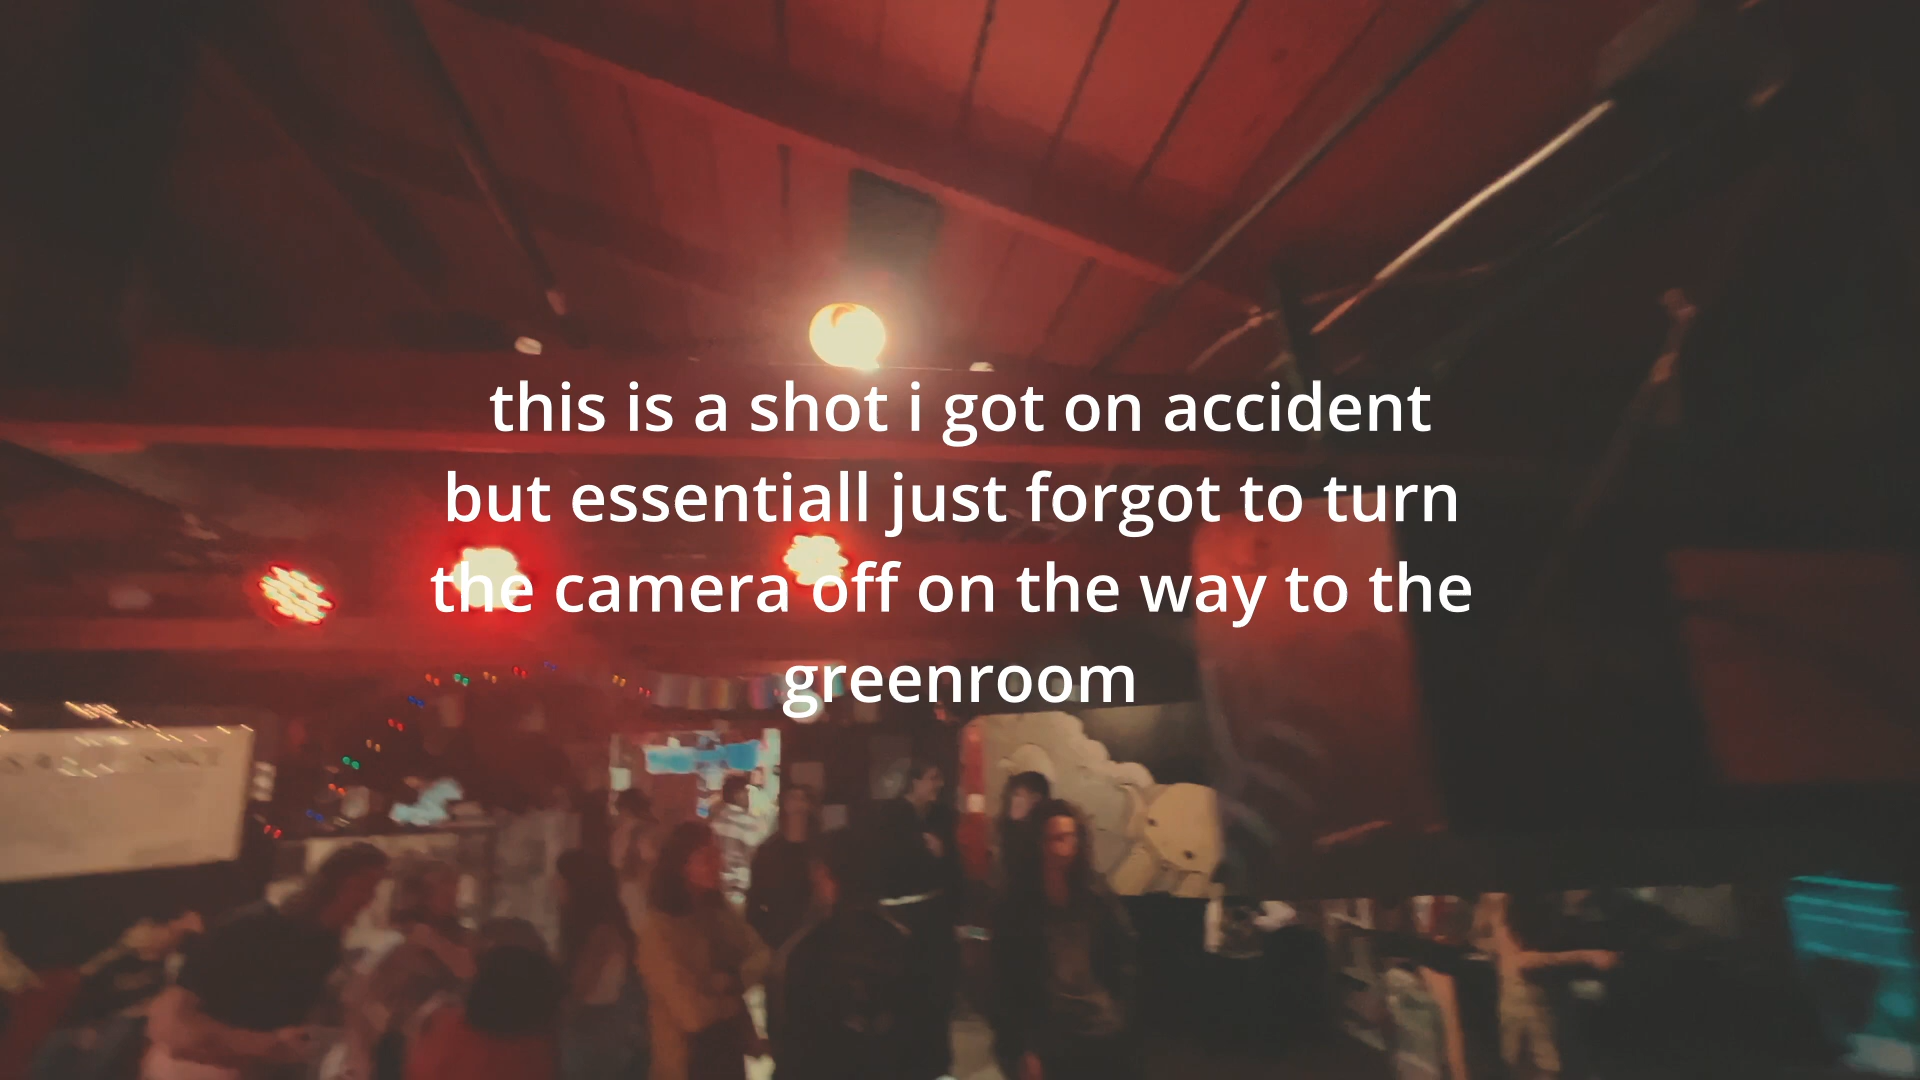 this is a shot i got on accident
but essentiall just forgot to turn
the camera off on the way to the
greenroom